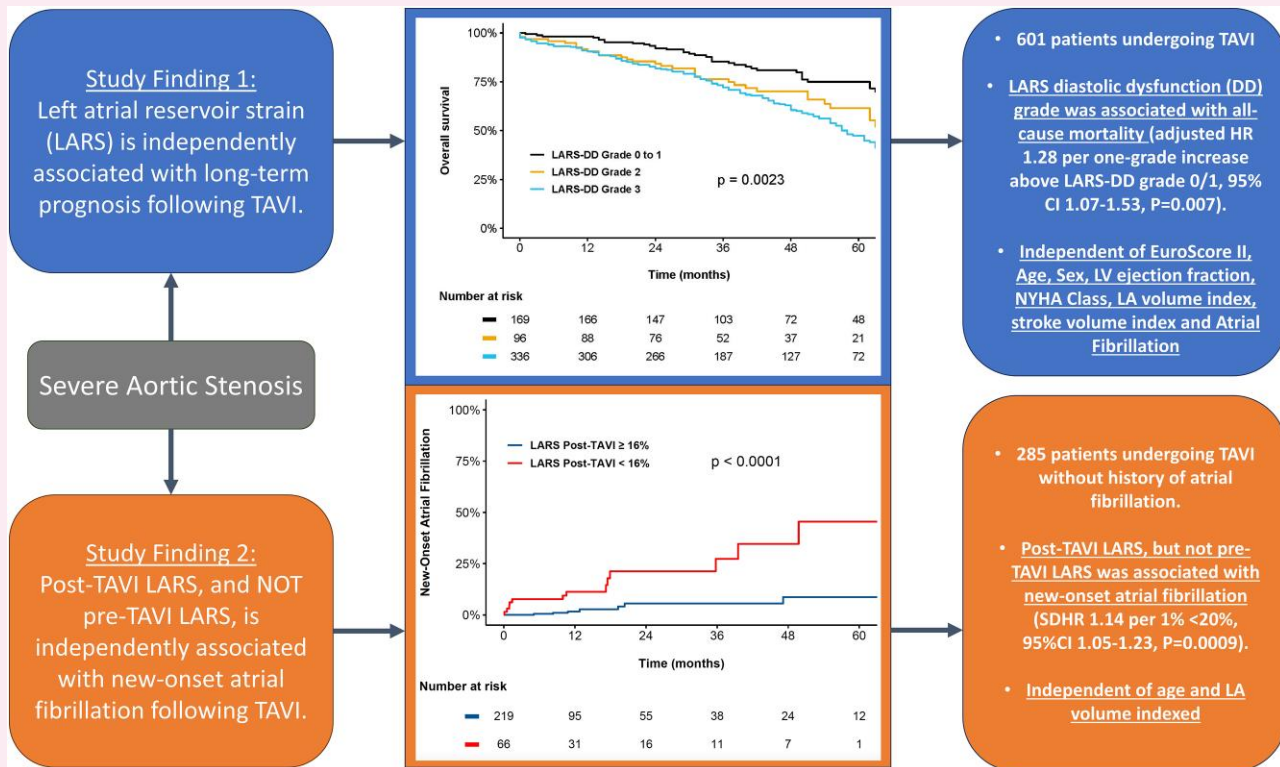 Study Finding 1:
Left atrial reservoir strain
(LARS) is independently
associated with long-term
prognosis following TAVI.
Severe Aortic Stenosis
Study Finding 2:
Post-TAVI LARS, and NOT
pre-TAVI LARS, is
independently associated
with new-onset atrial
fibrillation following TAVI.
Overall survival
100%
75%
50%
25%
0%
LARS-DD Grade 0 to 1
LARS-DD Grade 2
LARS-DD Grade 3
p = 0.0023
0 12 24 36 48 60
Time (months)
Number at risk
169 166 147 103 72 48
96 88 76 52 37 21
336 306 266 187 127 72
New-Onset Atrial Fibrillation
100%
75%
50%
25%
0%
LARS Post-TAVI ≥ 16%
LARS Post-TAVI < 16%
p < 0.0001
0 12 24 36 48 60
Time (months)
Number at risk
219 95 55 38 24 12
66 31 16 11 7 1
• 601 patients undergoing TAVI
• LARS diastolic dysfunction (DD)
grade was associated with all-
cause mortality (adjusted HR
1.28 per one-grade increase
above LARS-DD grade 0/1, 95%
CI 1.07-1.53, P=0.007).
• Independent of EuroScore II,
Age, Sex, LV ejection fraction,
NYHA Class, LA volume index,
stroke volume index and Atrial
Fibrillation
• 285 patients undergoing TAVI
without history of atrial
fibrillation.
• Post-TAVI LARS, but not pre-
TAVI LARS was associated with
new-onset atrial fibrillation
(SDHR 1.14 per 1% <20%,
95%CI 1.05-1.23, P=0.0009).
• Independent of age and LA
volume indexed